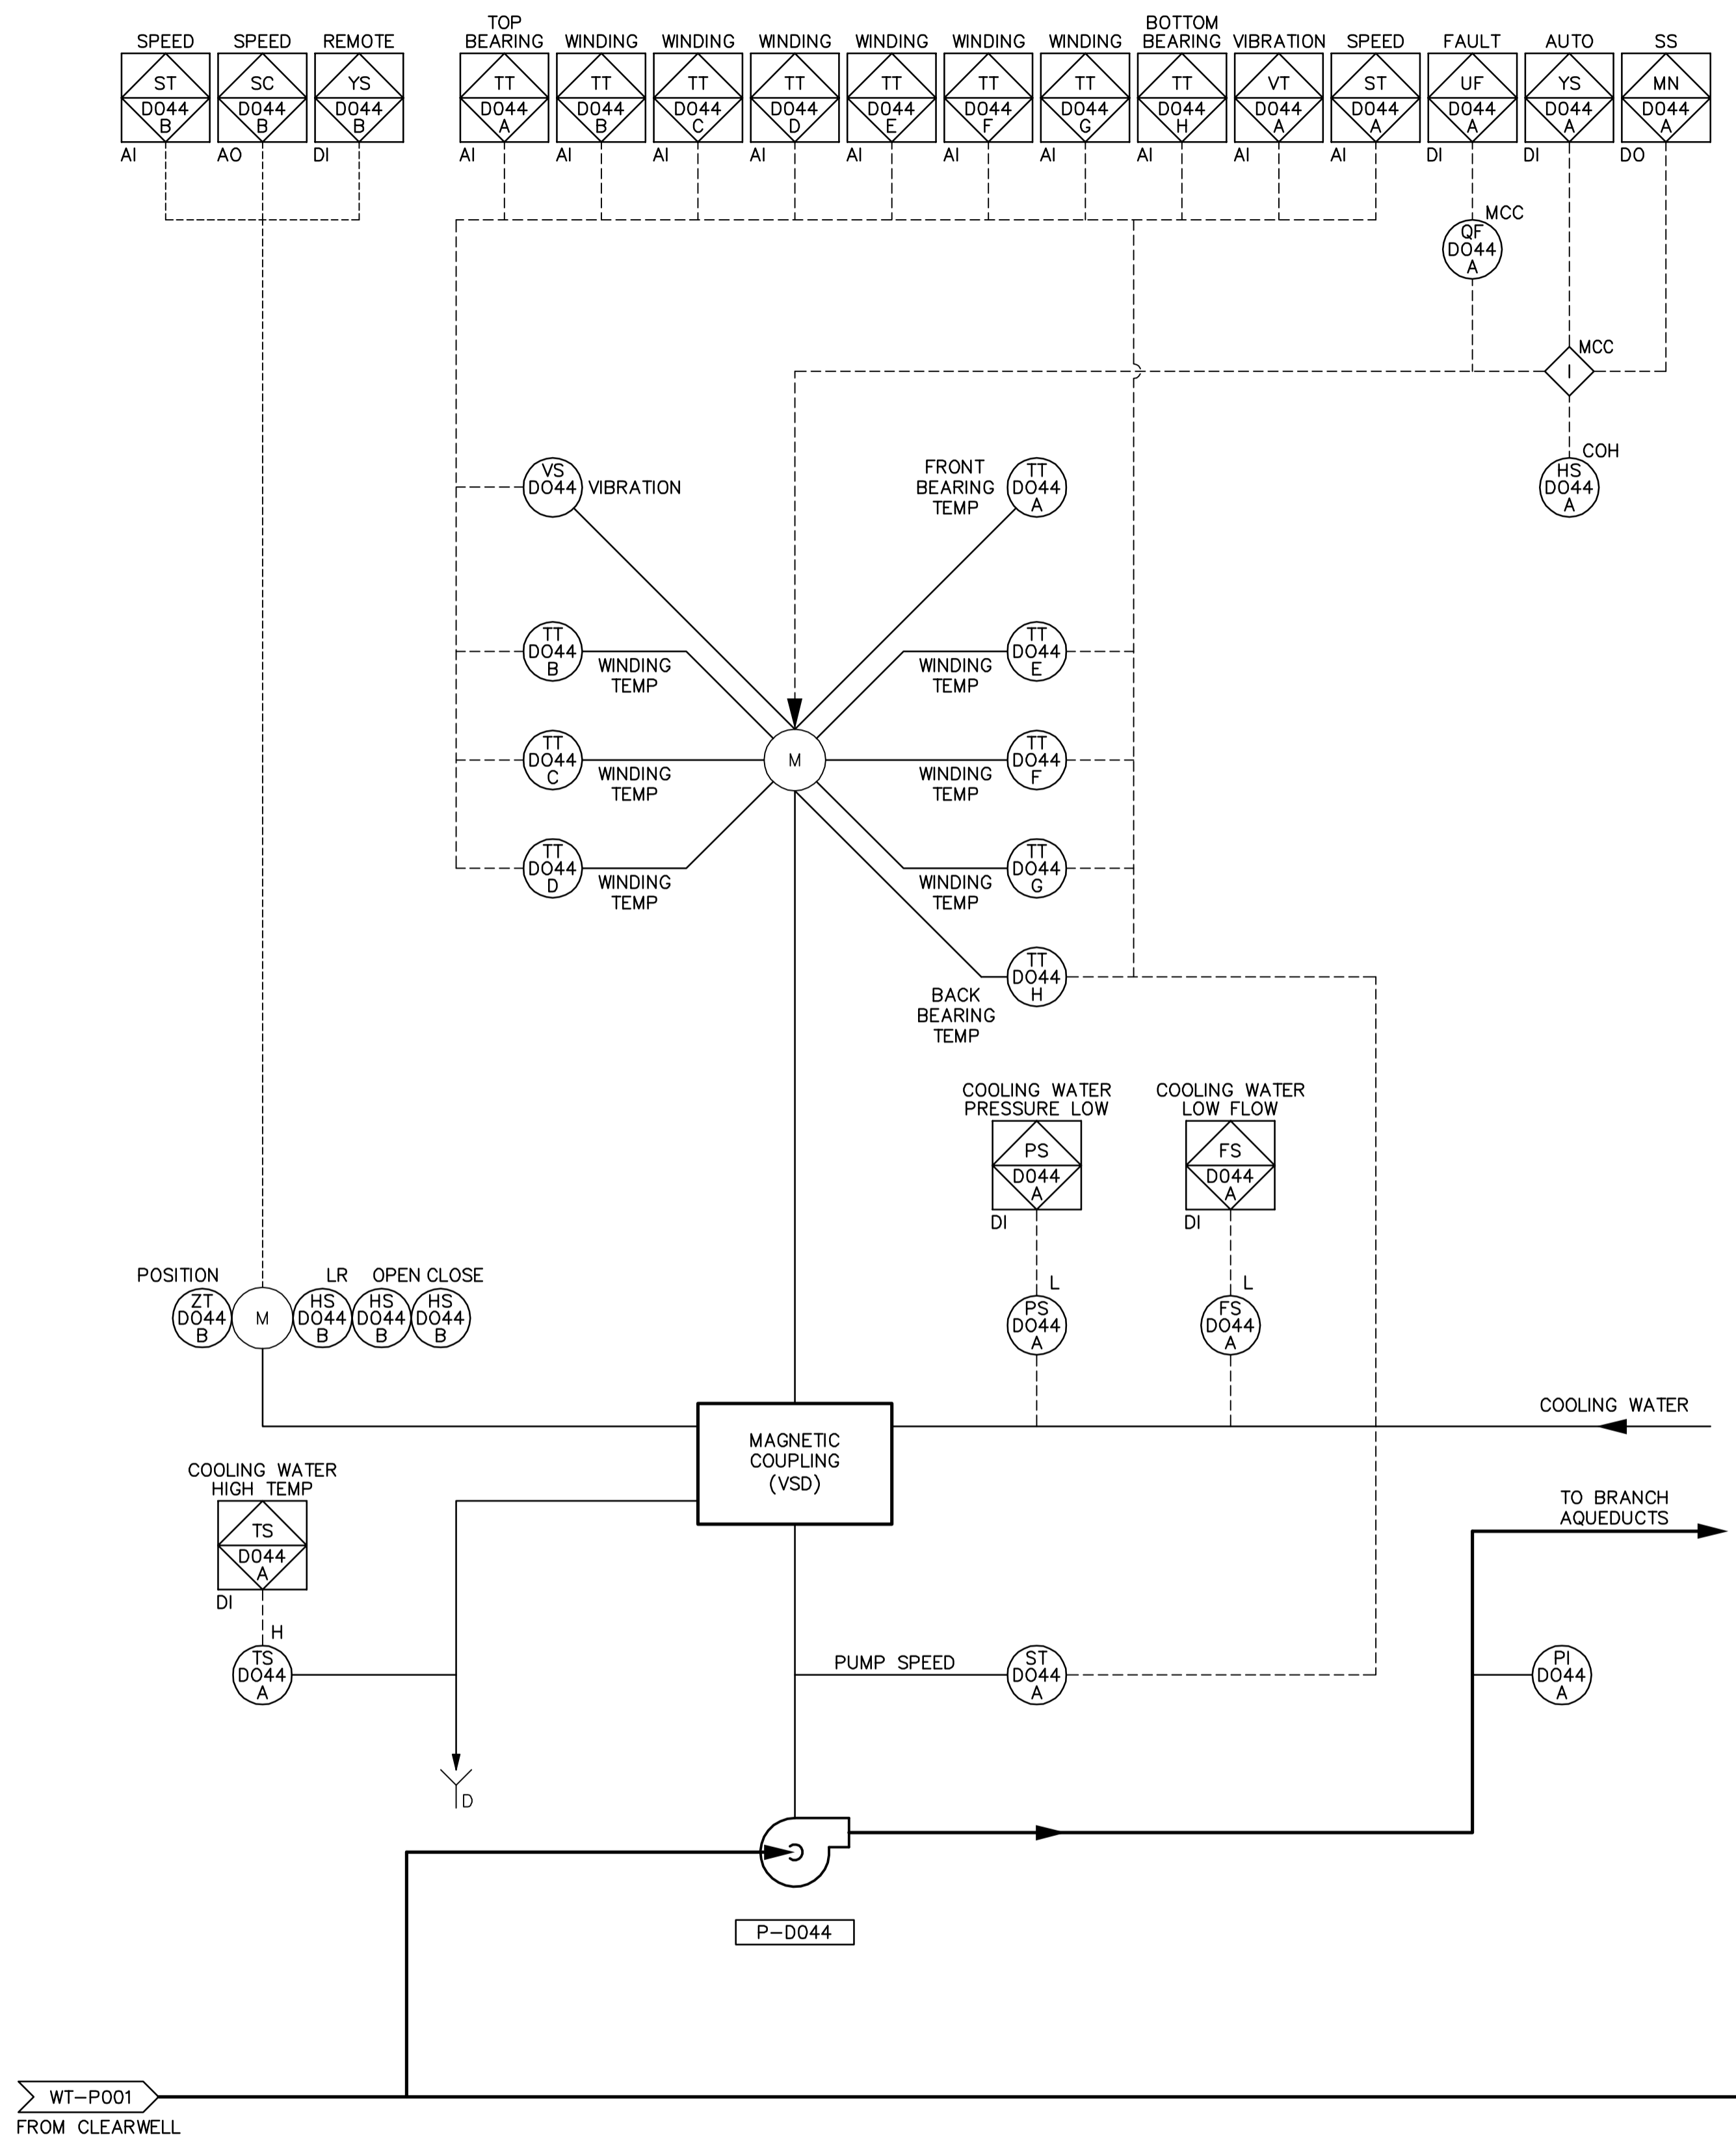 SPEED
ST
D044
B
AI
SPEED
SC
D044
B
AO
REMOTE
YS
D044
B
DI
TOP
BEARING
TT
D044
A
AI
WINDING
TT
D044
B
AI
WINDING
TT
D044
C
AI
WINDING
TT
D044
D
AI
WINDING
TT
D044
E
AI
WINDING
TT
D044
F
AI
WINDING
TT
D044
G
AI
BOTTOM
BEARING
TT
D044
H
AI
VIBRATION
VT
D044
A
AI
SPEED
ST
D044
A
AI
FAULT
UF
D044
A
DI
AUTO
YS
D044
A
DI
SS
MN
D044
A
DO
MCC
QF
D044
A
MCC
I
COH
HS
D044
A
VS
D044
VIBRATION
FRONT
BEARING
TEMP
TT
D044
A
TT
D044
B
WINDING
TEMP
WINDING
TEMP
TT
D044
E
TT
D044
C
WINDING
TEMP
M
WINDING
TEMP
TT
D044
F
TT
D044
D
WINDING
TEMP
WINDING
TEMP
TT
D044
G
BACK
BEARING
TEMP
TT
D044
H
COOLING WATER
PRESSURE LOW
PS
D044
A
DI
L
PS
D044
A
COOLING WATER
LOW FLOW
FS
D044
A
DI
L
FS
D044
A
POSITION
ZT
D044
B
M
LR
HS
D044
B
OPEN
HS
D044
B
CLOSE
HS
D044
B
COOLING WATER
MAGNETIC
COUPLING
(VSD)
COOLING WATER
HIGH TEMP
TS
D044
A
DI
H
TS
D044
A
TO BRANCH
AQUEDUCTS
PUMP SPEED
ST
D044
A
PI
D044
A
D
P-D044
WT-P001
FROM CLEARWELL